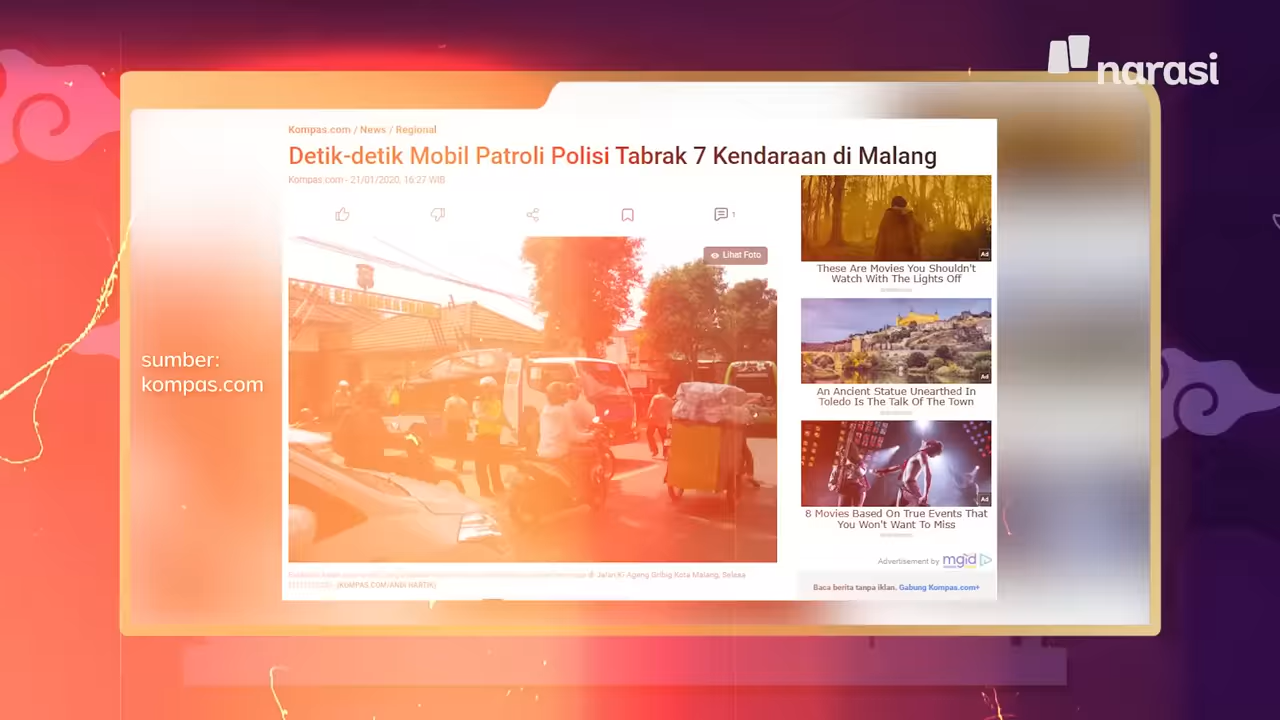 narasi
Kompas.com / News / Regional
Detik-detik Mobil Patroli Polisi Tabrak 7 Kendaraan di Malang
Kompas.com - 21/01/2020, 16:27 WIB
1
Lihat Foto
sumber:
kompas.com
di Jalan Ki Ageng Gribig Kota Malang, Selasa
(KOMPAS.COM/ANDI HARTIK)
Ad
These Are Movies You Shouldn't
Watch With The Lights Off
Ad
An Ancient Statue Unearthed In
Toledo Is The Talk Of The Town
Ad
8 Movies Based On True Events That
You Won't Want To Miss
Advertisement by mgid
Baca berita tanpa iklan. Gabung Kompas.com+